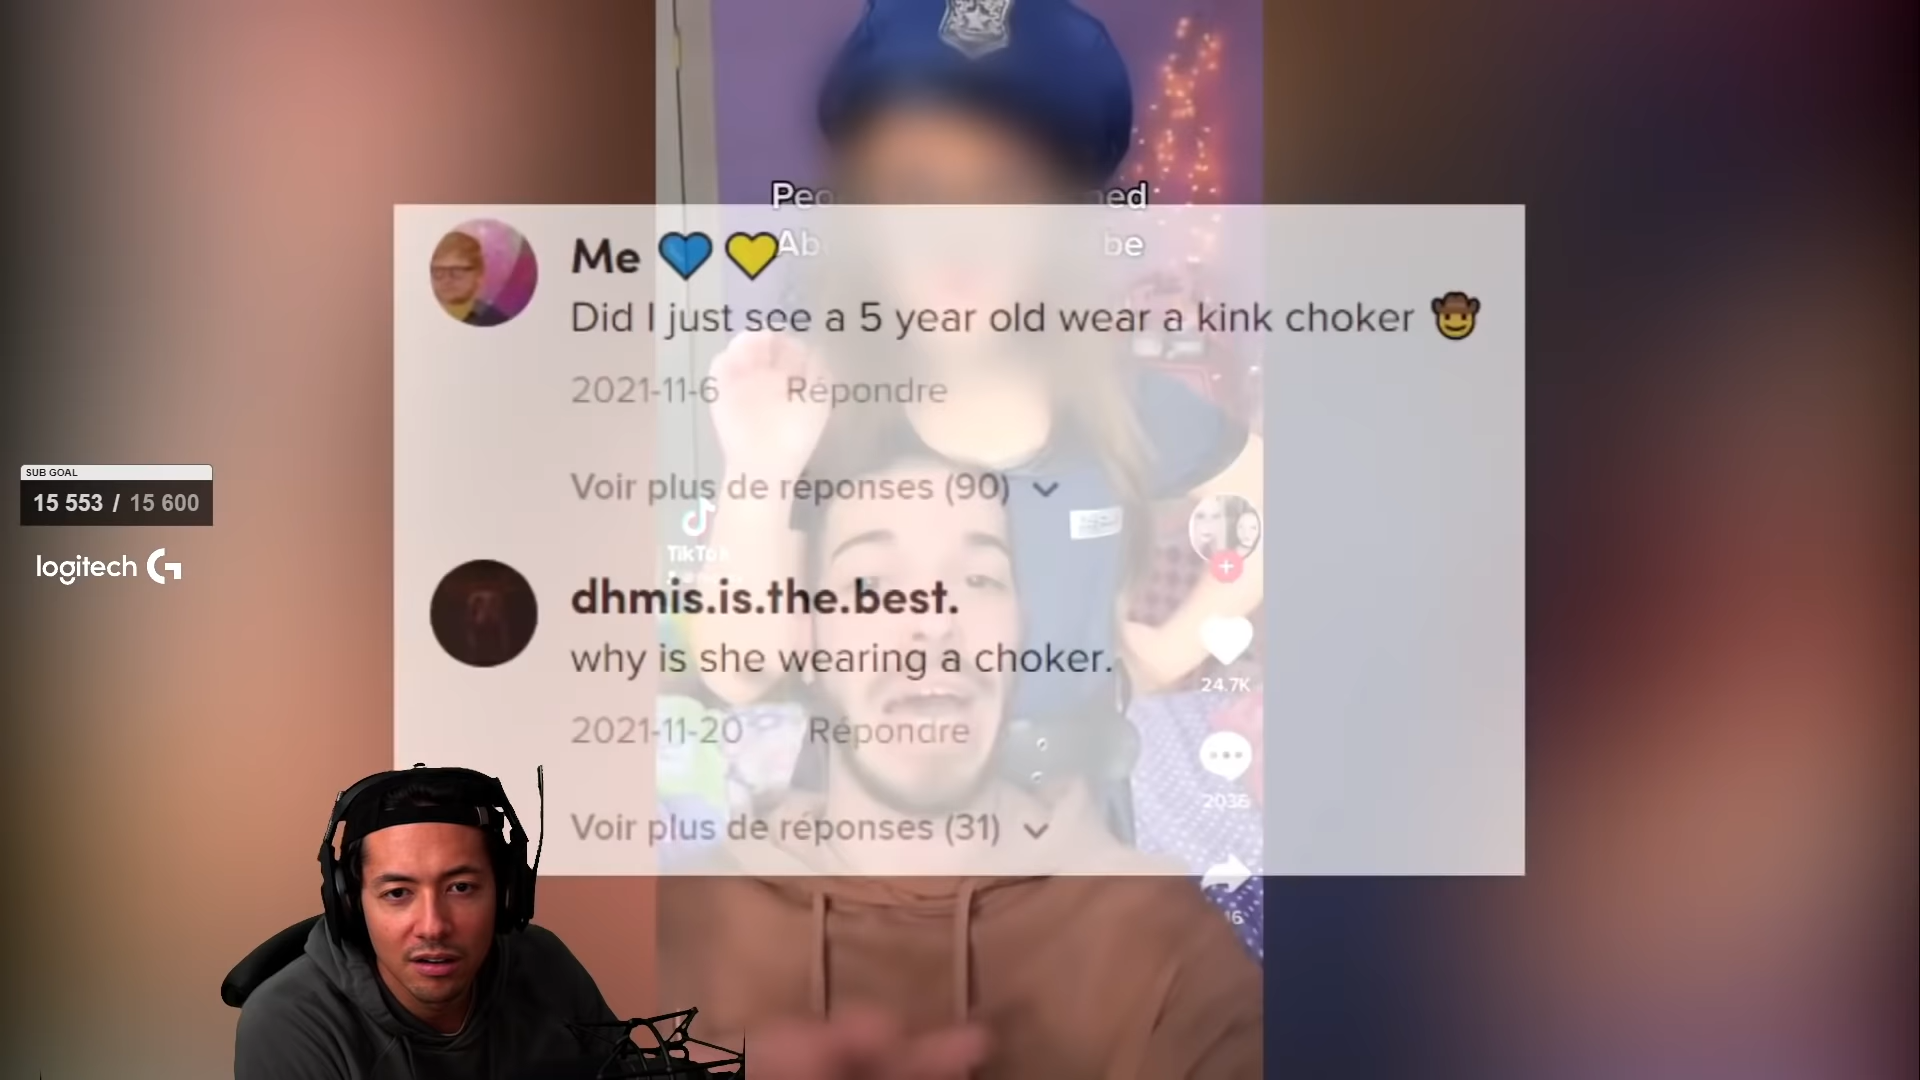 Me 💙 💛
Did I just see a 5 year old wear a kink choker 🤠
2021-11-6 Répondre
Voir plus de réponses (90)
dhmis.is.the.best.
why is she wearing a choker.
2021-11-20 Répondre
Voir plus de réponses (31)
SUB GOAL
15 553 / 15 600
logitech G
TikTok
24.7K
2036